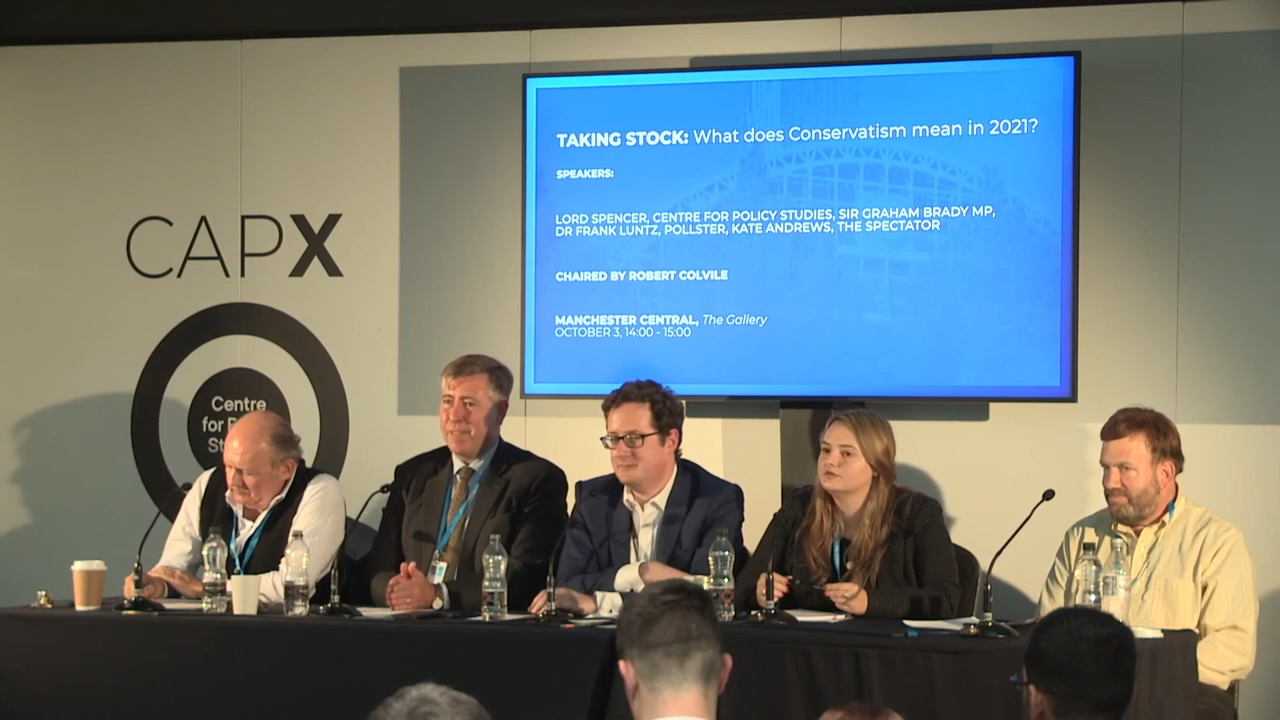 TAKING STOCK: What does Conservatism mean in 2021?
SPEAKERS:
LORD SPENCER, CENTRE FOR POLICY STUDIES, SIR GRAHAM BRADY MP,
DR FRANK LUNTZ, POLLSTER, KATE ANDREWS, THE SPECTATOR
CHAIRED BY ROBERT COLVILE
MANCHESTER CENTRAL, The Gallery
OCTOBER 3, 14:00 - 15:00
CAPX
Centre
for